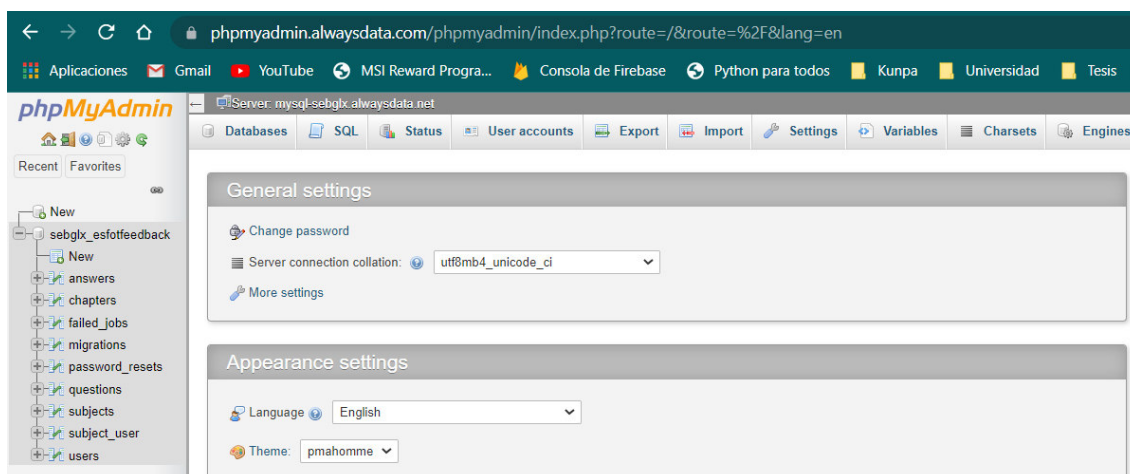 phpmyadmin.alwaysdata.com/phpmyadmin/index.php?route=/&route=%2F&lang=en
Aplicaciones Gmail YouTube MSI Reward Progra... Consola de Firebase Python para todos Kunpa Universidad Tesis
phpMyAdmin
Recent Favorites
New
sebglx_esfotfeedback
New
answers
chapters
failed_jobs
migrations
password_resets
questions
subjects
subject_user
users
Server: mysql-sebglx.alwaysdata.net
Databases SQL Status User accounts Export Import Settings Variables Charsets Engines
General settings
Change password
Server connection collation: utf8mb4_unicode_ci
More settings
Appearance settings
Language English
Theme: pmahomme